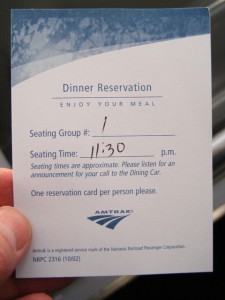 Dinner Reservation
ENJOY YOUR MEAL
Seating Group #: 1
Seating Time: 11:30 p.m.
Seating times are approximate. Please listen for an
announcement for your call to the Dining Car.
One reservation card per person please.
AMTRAK
Amtrak is a registered service mark of the National Railroad Passenger Corporation.
NRPC 2316 (10/02)